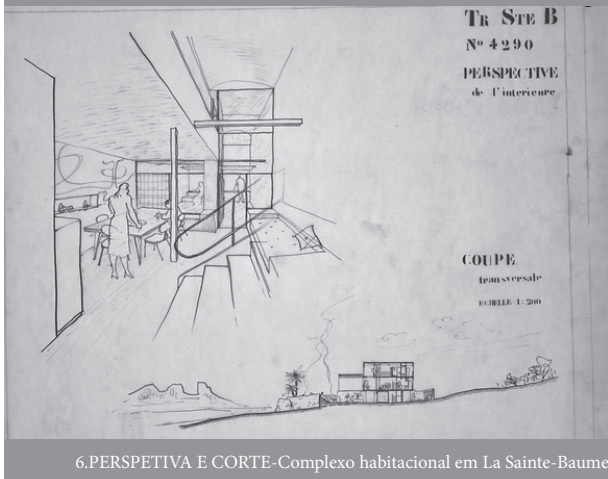 TR STE B
Nº 4290
PERSPECTIVE
de l'interieure
COUPE
transversale
ECHELLE 1: 200
6.PERSPETIVA E CORTE-Complexo habitacional em La Sainte-Baume